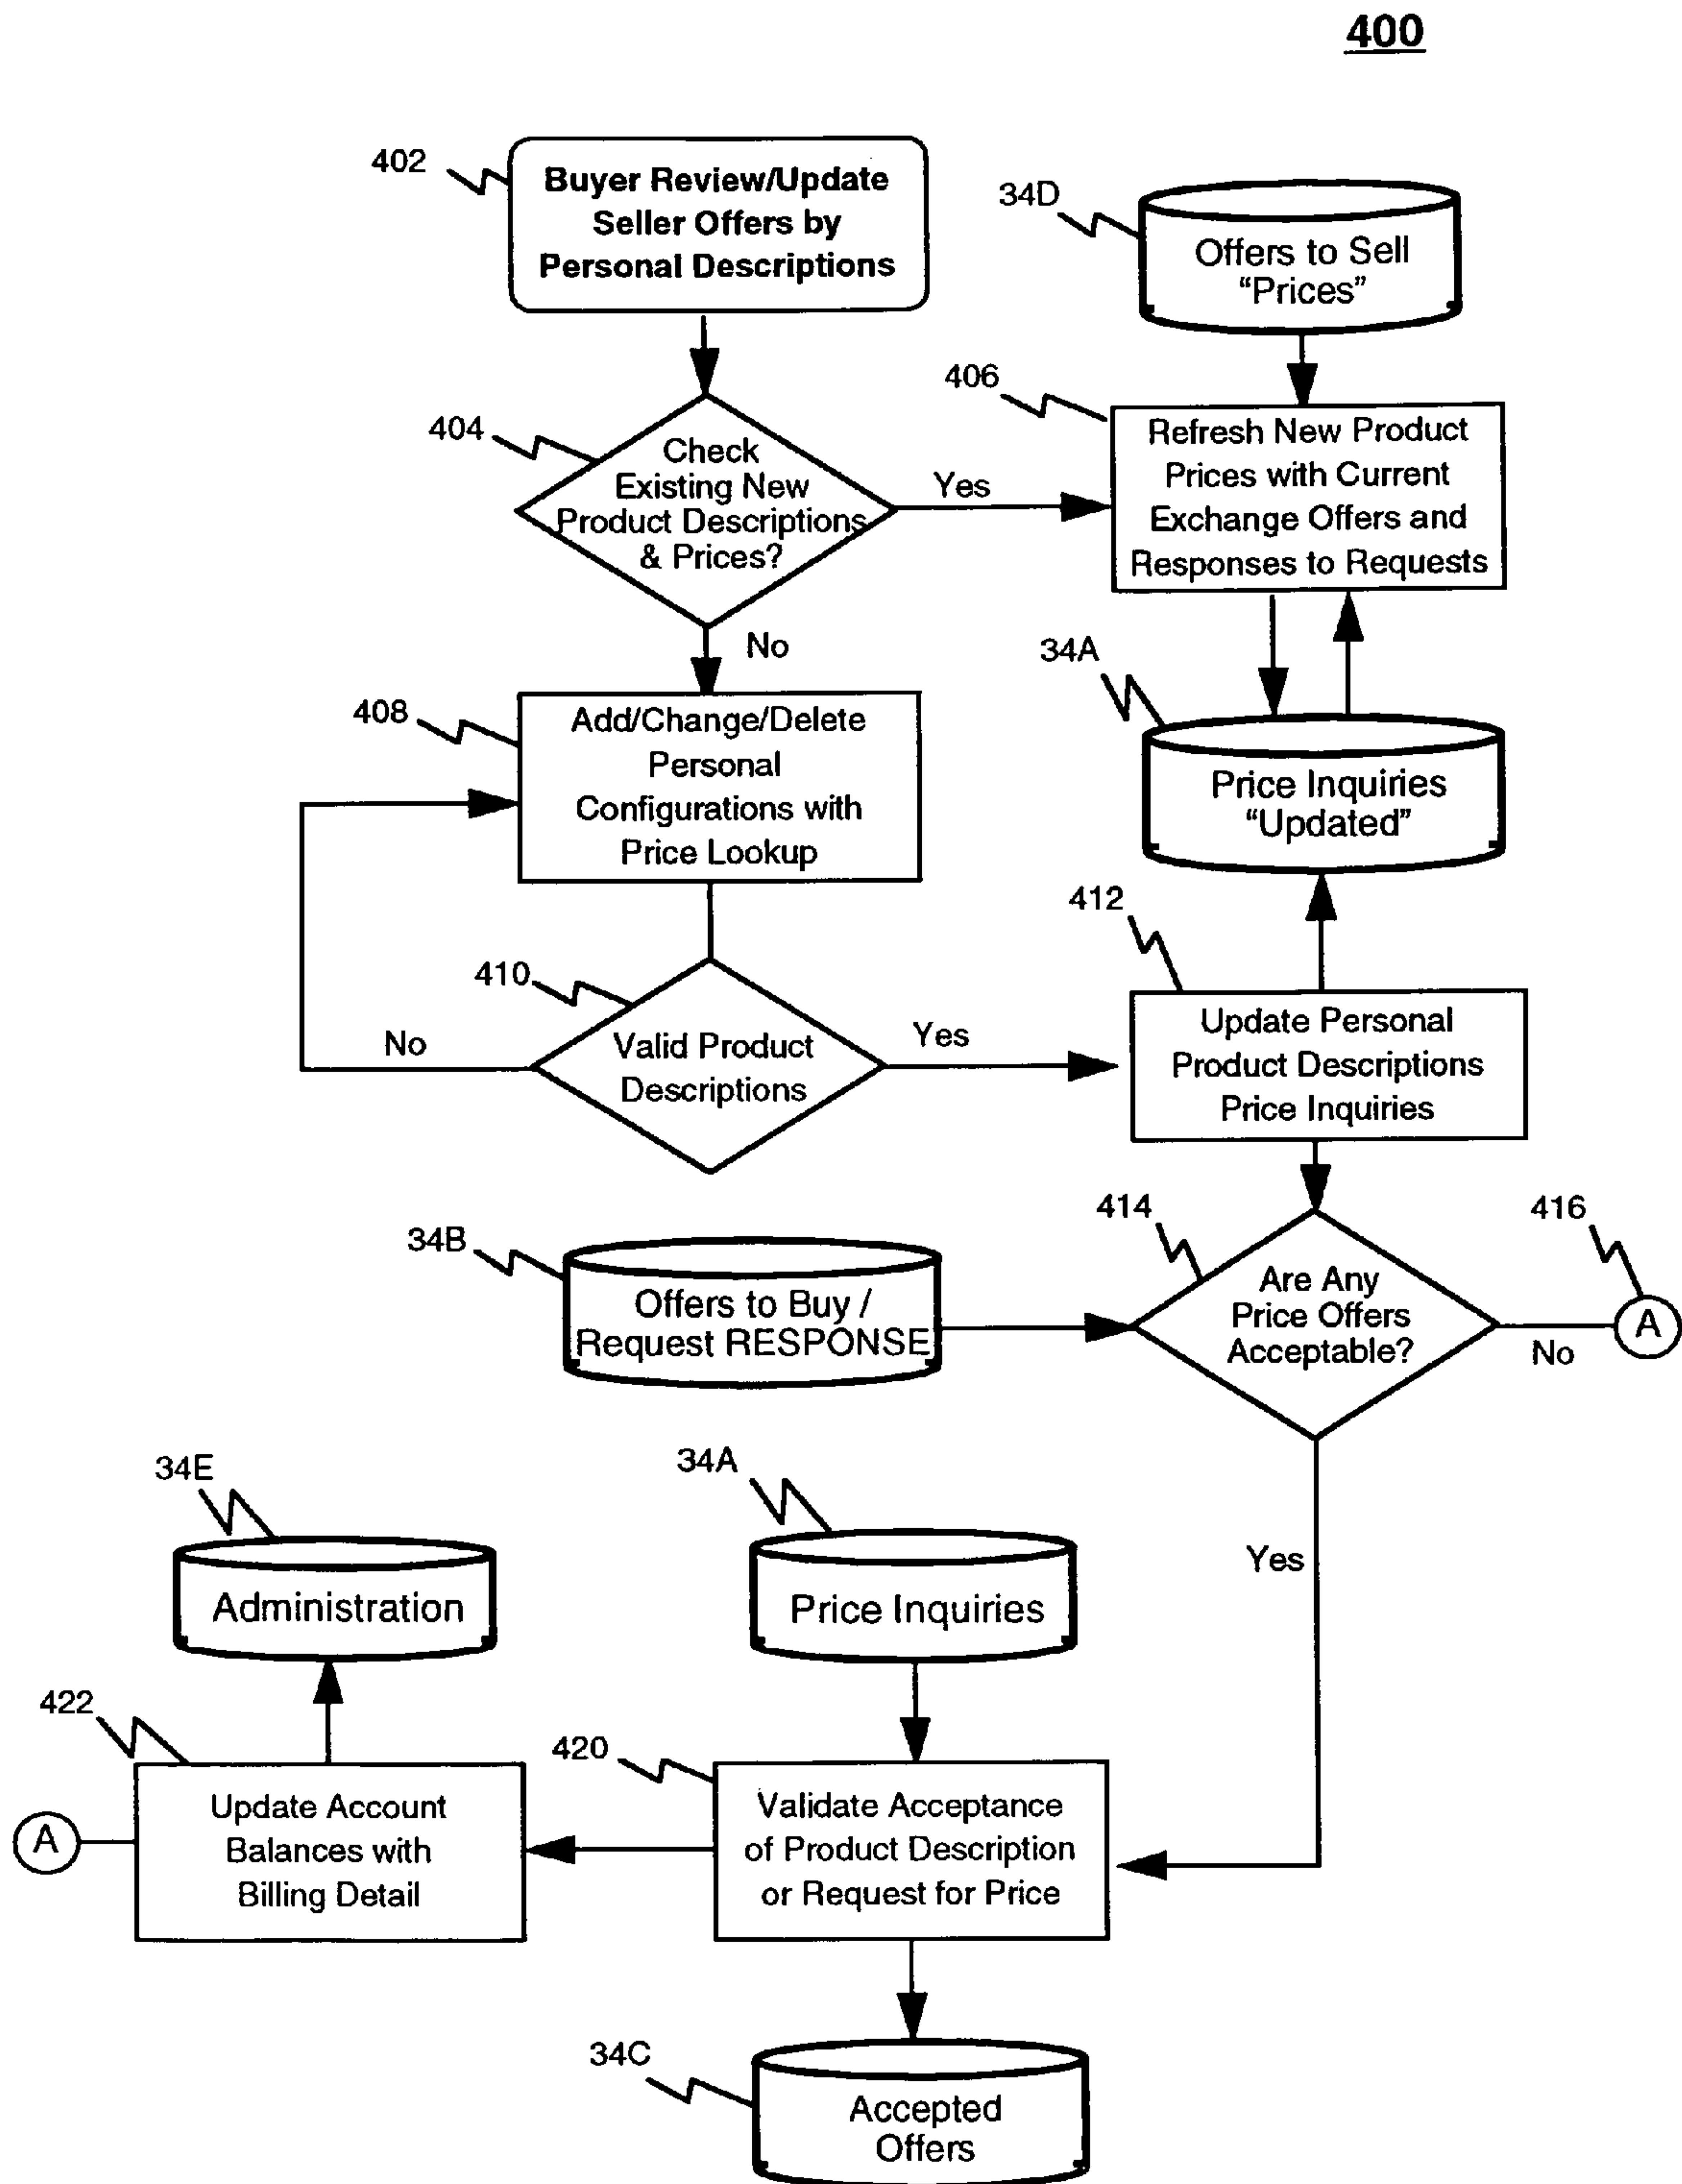 400
402
Buyer Review/Update
Seller Offers by
Personal Descriptions
34D
Offers to Sell
“Prices”
404
Check
Existing New
Product Descriptions
& Prices?
Yes
No
406
Refresh New Product
Prices with Current
Exchange Offers and
Responses to Requests
34A
Price Inquiries
“Updated”
408
Add/Change/Delete
Personal
Configurations with
Price Lookup
410
Valid Product
Descriptions
No
Yes
412
Update Personal
Product Descriptions
Price Inquiries
34B
Offers to Buy /
Request RESPONSE
414
Are Any
Price Offers
Acceptable?
No
416
A
Yes
34E
Administration
34A
Price Inquiries
422
Update Account
Balances with
Billing Detail
A
420
Validate Acceptance
of Product Description
or Request for Price
34C
Accepted
Offers